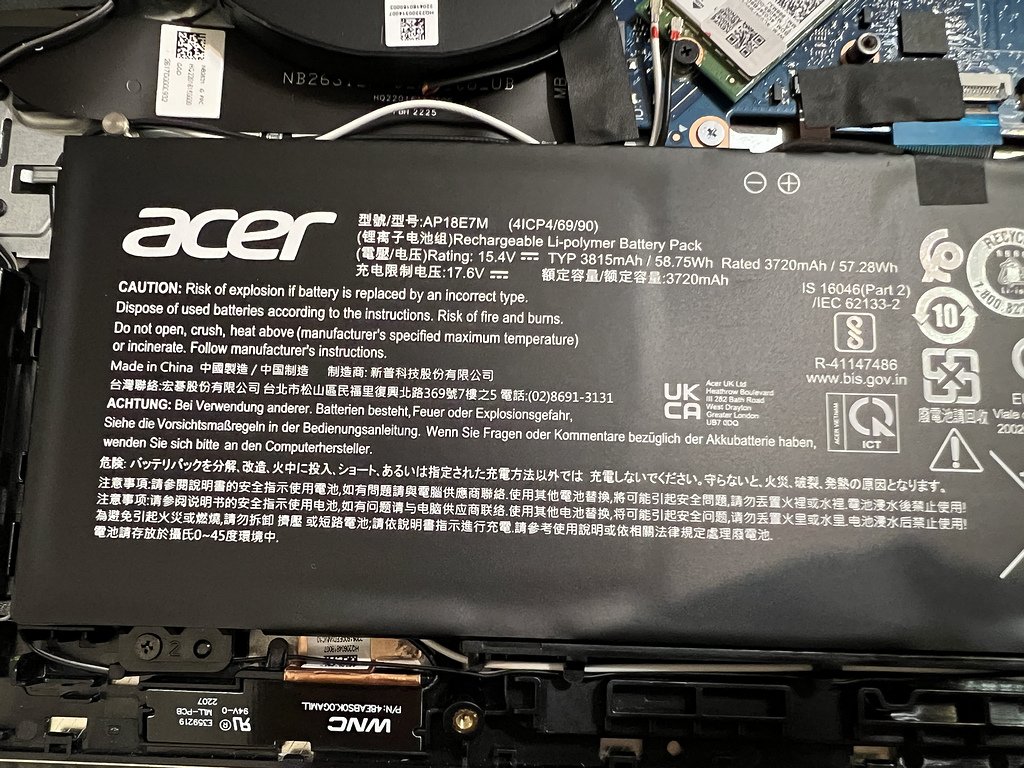 acer
型號/型号:AP18E7M (4ICP4/69/90)
(锂离子电池组)Rechargeable Li-polymer Battery Pack
(電壓/电压)Rating: 15.4V TYP 3815mAh / 58.75Wh Rated 3720mAh / 57.28Wh
充电限制电压:17.6V 額定容量/额定容量:3720mAh
CAUTION: Risk of explosion if battery is replaced by an incorrect type.
Dispose of used batteries according to the instructions. Risk of fire and burns.
Do not open, crush, heat above (manufacturer's specified maximum temperature)
or incinerate. Follow manufacturer's instructions.
Made in China 中國製造 / 中国制造 制造商: 新普科技股份有限公司
台灣聯絡:宏碁股份有限公司 台北市松山區民福里復興北路369號7樓之5 電話:(02)8691-3131
ACHTUNG: Bei Verwendung anderer. Batterien besteht, Feuer oder Explosionsgefahr,
Siehe die Vorsichtsmaßregeln in der Bedienungsanleitung. Wenn Sie Fragen oder Kommentare bezüglich der Akkubatterie haben,
wenden Sie sich bitte an den Computerhersteller.
危険: バッテリパックを分解, 改造, 火中に投入, ショート, あるいは指定された充電方法以外では 充電しないでください. 守らないと, 火災, 破裂, 発熱の原因となります.
注意事項:請參閱說明書的安全指示使用電池,如有問題請與電腦供應商聯絡.使用其他電池替換,將可能引起安全問題,請勿丟置火裡或水裡.電池浸水後禁止使用!
注意事项:请参阅说明书的安全指示使用电池,如有问题请与电脑供应商联络.使用其他电池替换,将可能引起安全问题,请勿丢置火里或水里.电池浸水后禁止使用!
為避免引起火災或燃燒,請勿拆卸 擠壓 或短路電池;請依說明書指示進行充電.請參考使用說明或依相關法律規定處理廢電池.
電池請存放於攝氏0~45度環境中.
IS 16046(Part 2)
/IEC 62133-2
R-41147486
www.bis.gov.in
UK
CA
Acer UK Ltd
Heathrow Boulevard
III 282 Bath Road
West Drayton
Greater London
UB7 0DQ
ACER VIETNAM
ICT
10
廢電池請回收
RECYC
1.800.8
2
WNC
P/N:48EAB50K.0GAMLL
MLL-PCB
94V-0
E359219
2207